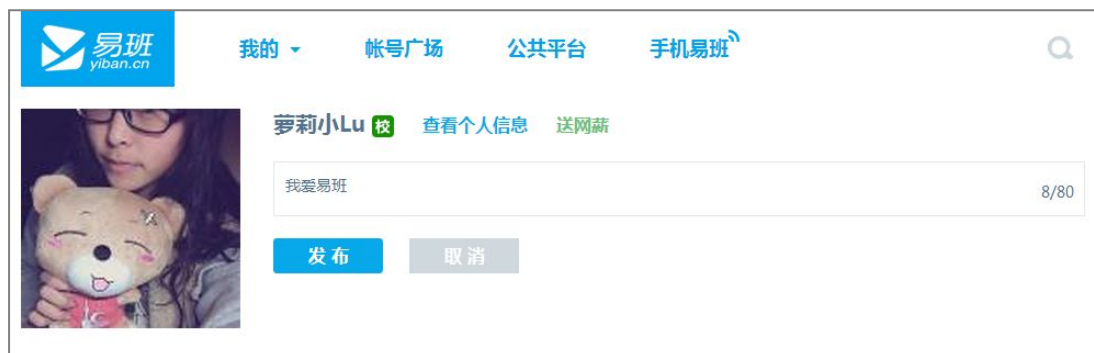 易班
yiban.cn
我的 帐号广场 公共平台 手机易班
萝莉小Lu 校 查看个人信息 送网薪
我爱易班
8/80
发布 取消